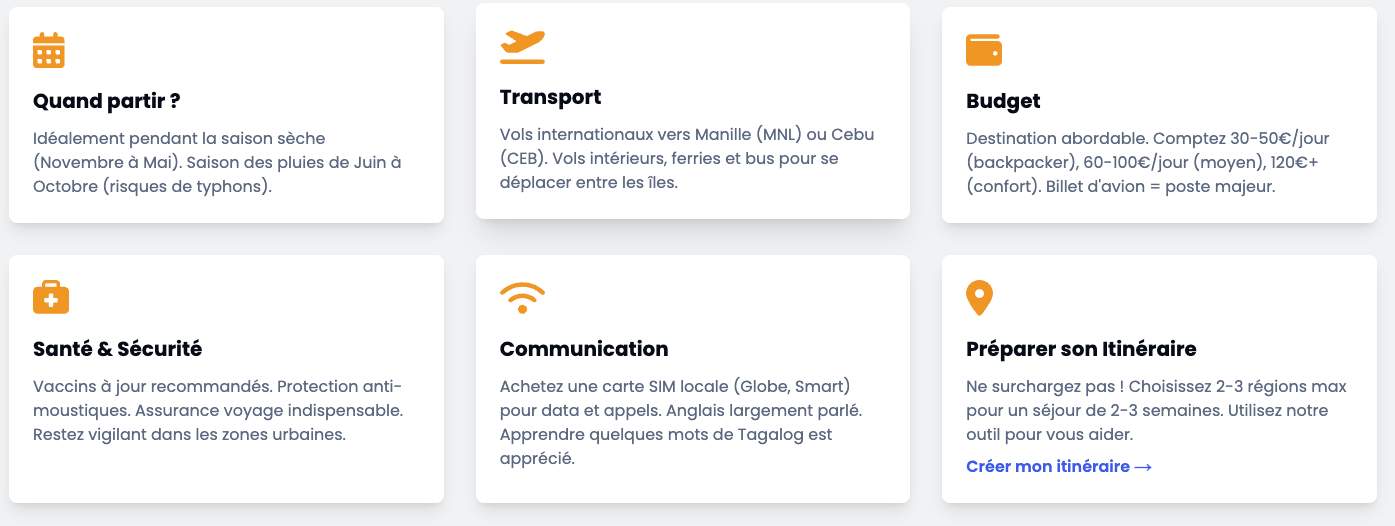 Quand partir ?
Idéalement pendant la saison sèche
(Novembre à Mai). Saison des pluies de Juin à
Octobre (risques de typhons).
Transport
Vols internationaux vers Manille (MNL) ou Cebu
(CEB). Vols intérieurs, ferries et bus pour se
déplacer entre les îles.
Budget
Destination abordable. Comptez 30-50€/jour
(backpacker), 60-100€/jour (moyen), 120€+
(confort). Billet d'avion = poste majeur.
Santé & Sécurité
Vaccins à jour recommandés. Protection anti-
moustiques. Assurance voyage indispensable.
Restez vigilant dans les zones urbaines.
Communication
Achetez une carte SIM locale (Globe, Smart)
pour data et appels. Anglais largement parlé.
Apprendre quelques mots de Tagalog est
apprécié.
Préparer son Itinéraire
Ne surchargez pas ! Choisissez 2-3 régions max
pour un séjour de 2-3 semaines. Utilisez notre
outil pour vous aider.
Créer mon itinéraire →